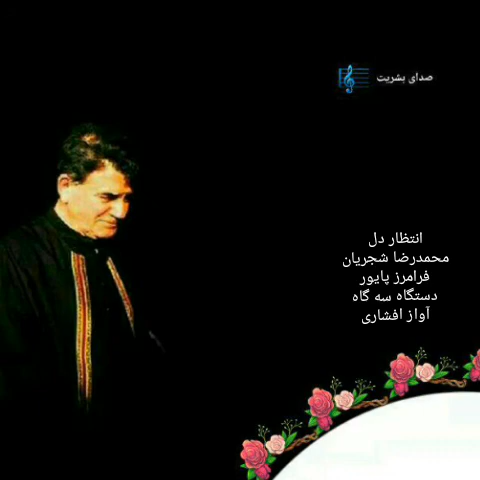 صدای بشریت
انتظار دل
محمدرضا شجریان
فرامرز پایور
دستگاه سه گاه
آواز افشاری